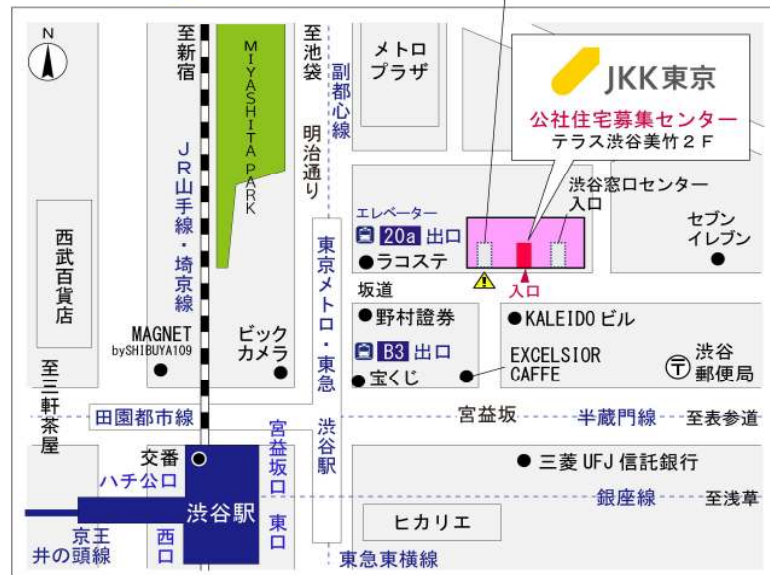 N
至新宿
MIYASHITA PARK
至池袋
副都心線
明治通り
メトロ
プラザ
JKK東京
公社住宅募集センター
テラス渋谷美竹２Ｆ
JR山手線・埼京線
エレベーター
20a 出口
ラコステ
渋谷窓口センター
入口
セブン
イレブン
西武百貨店
東京メトロ・東急
渋谷駅
入口
坂道
野村證券
KALEIDO ビル
MAGNET
bySHIBUYA109
ビック
カメラ
B3 出口
宝くじ
EXCELSIOR
CAFFE
〒
渋谷
郵便局
至三軒茶屋
田園都市線
宮益坂
半蔵門線
至表参道
交番
ハチ公口
宮益坂口
三菱 UFJ 信託銀行
渋谷駅
銀座線
至浅草
京王
井の頭線
西口
東口
ヒカリエ
東急東横線